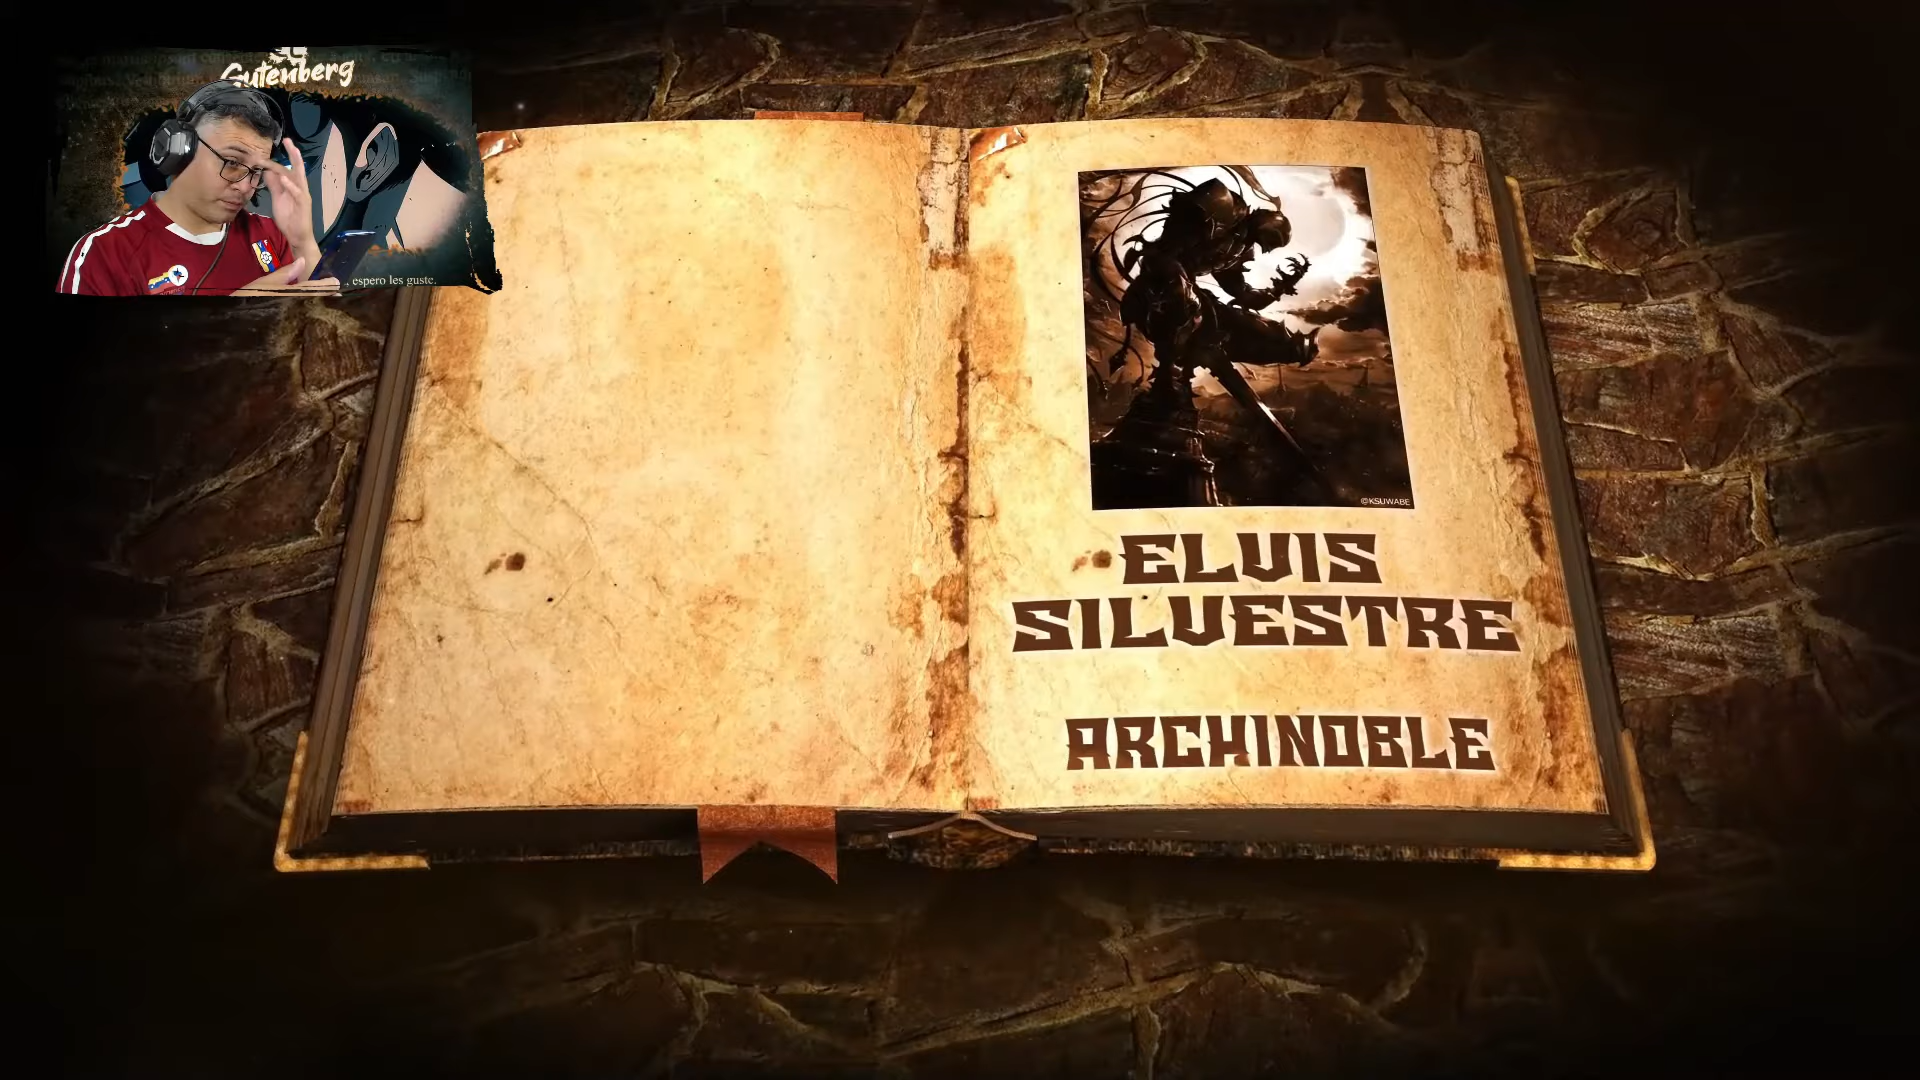 Gutenberg
, espero les guste.
@KSUWABE
ELVIS
SILVESTRE
ARCHINOBLE